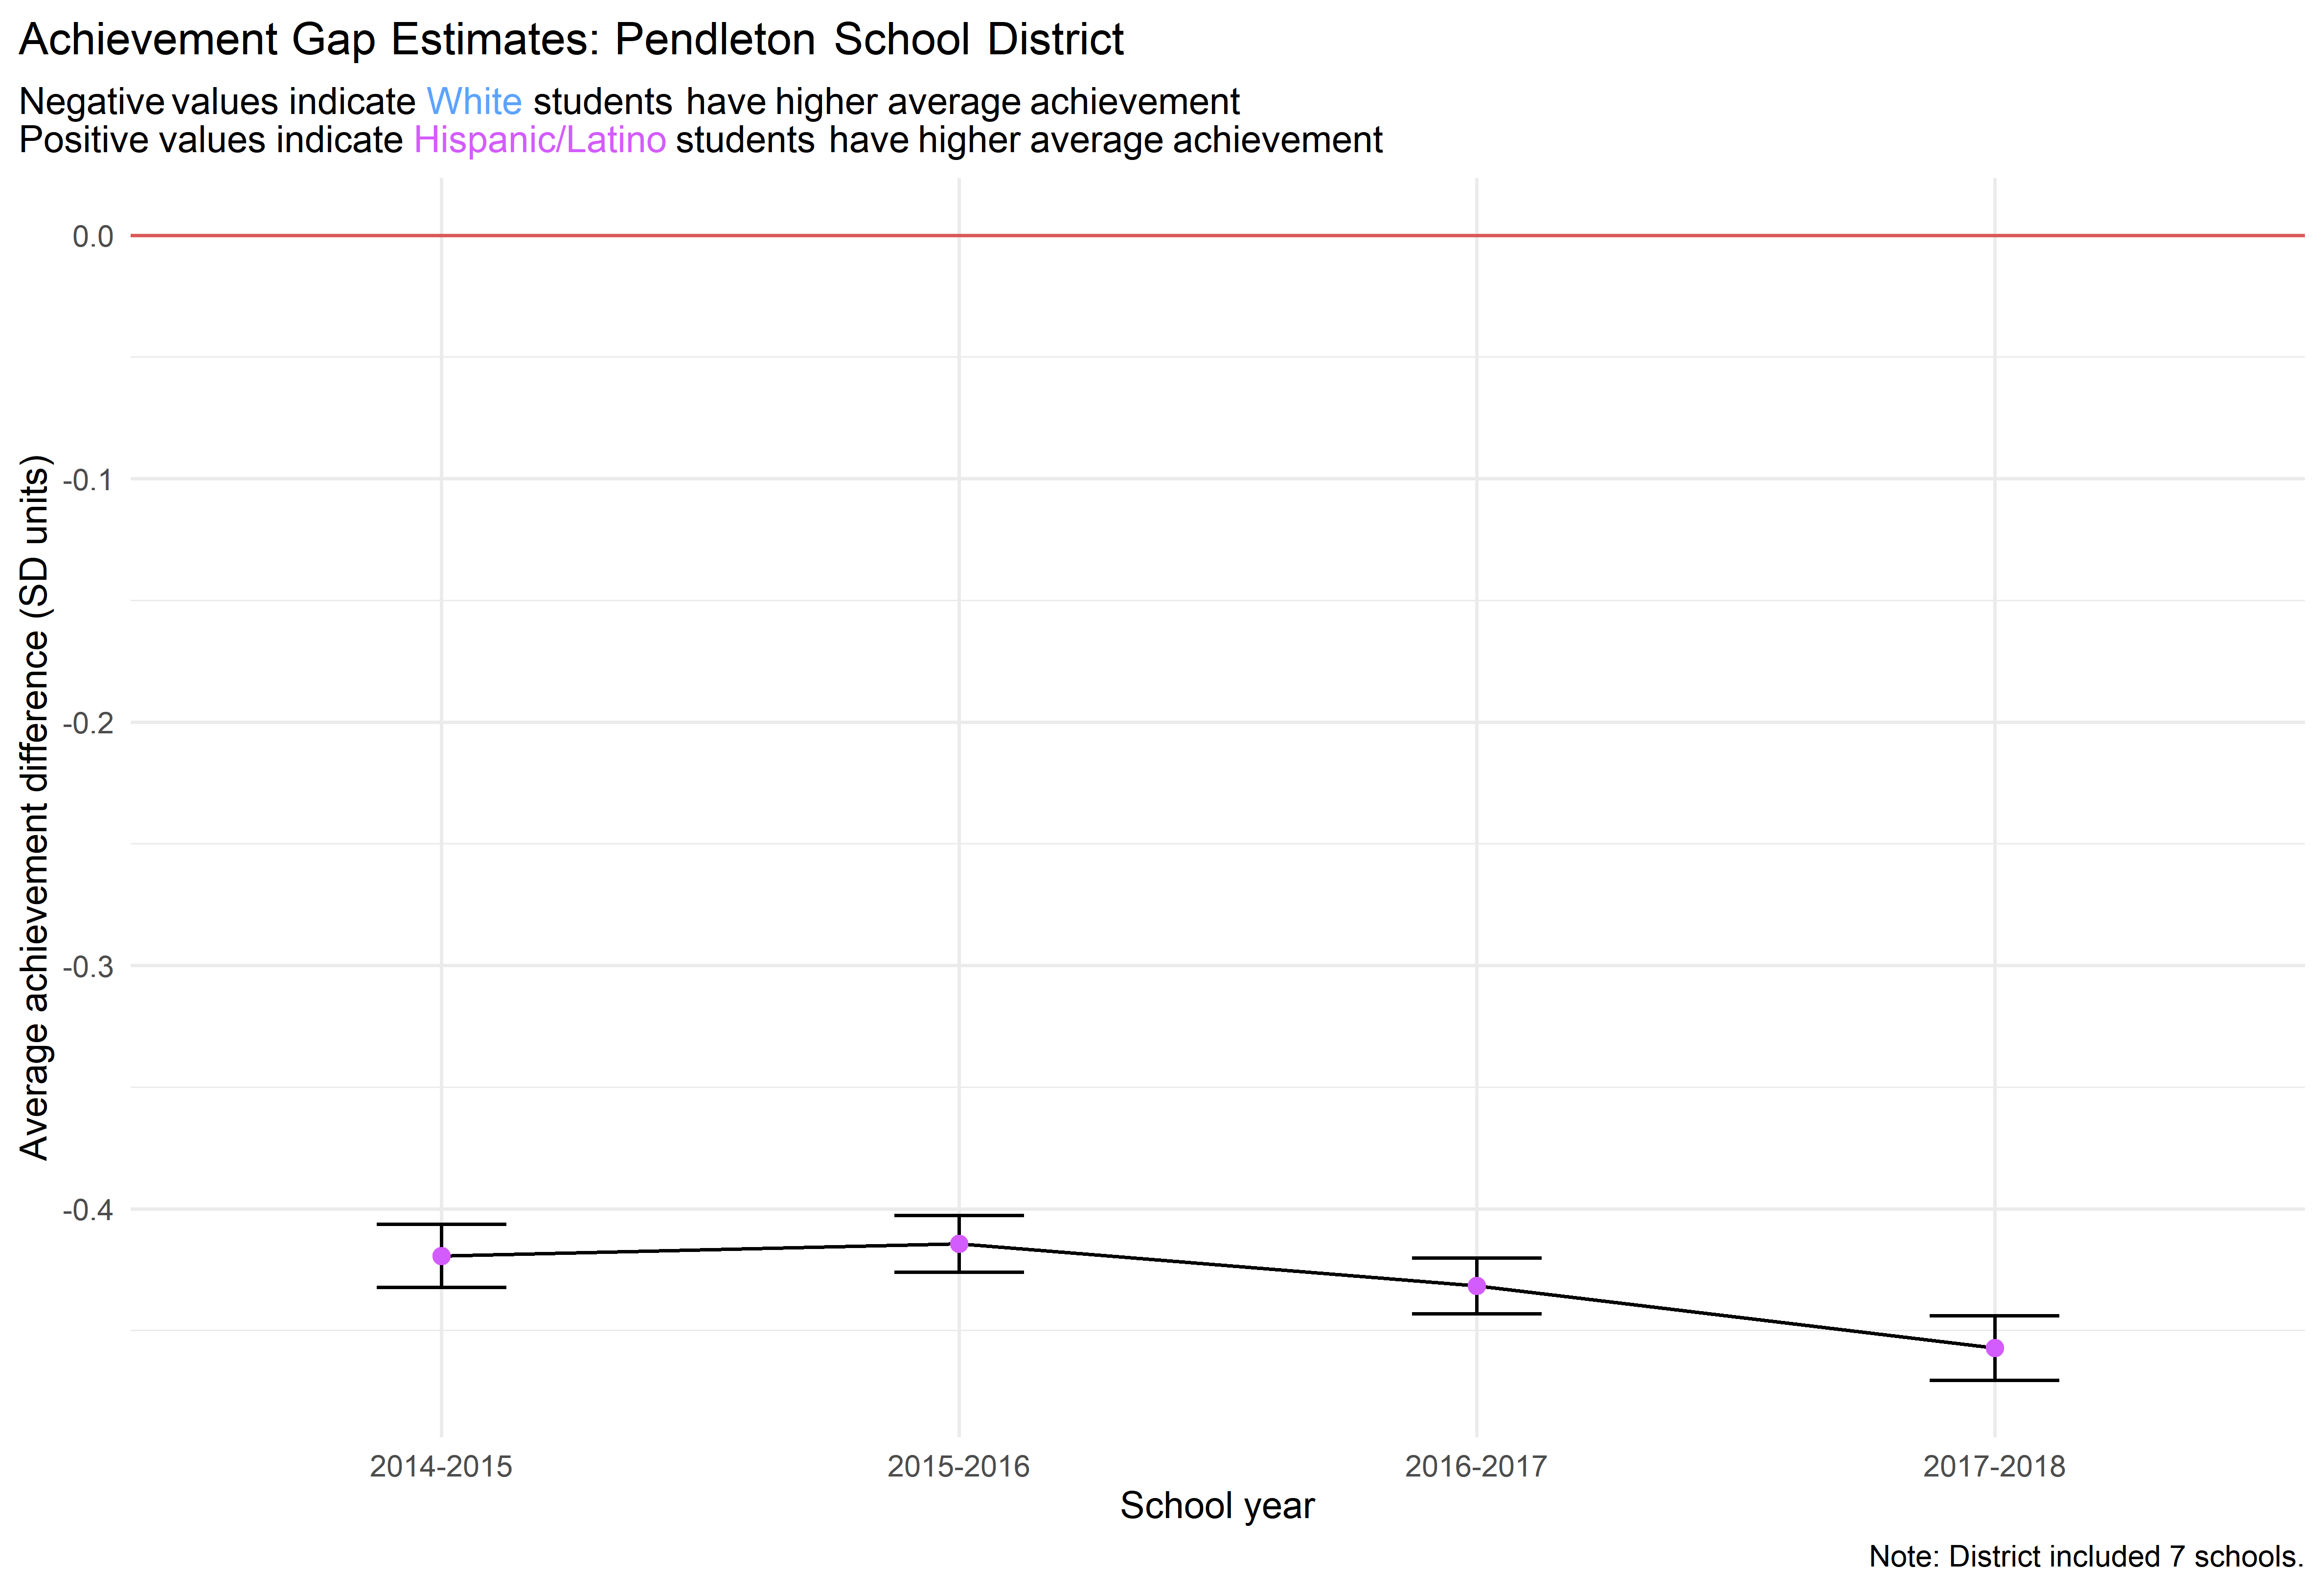 Achievement Gap Estimates: Pendleton School District
Negative values indicate White students have higher average achievement
Positive values indicate Hispanic/Latino students have higher average achievement
Average achievement difference (SD units)
0.0
-0.1
-0.2
-0.3
-0.4
2014-2015
2015-2016
2016-2017
2017-2018
School year
Note: District included 7 schools.